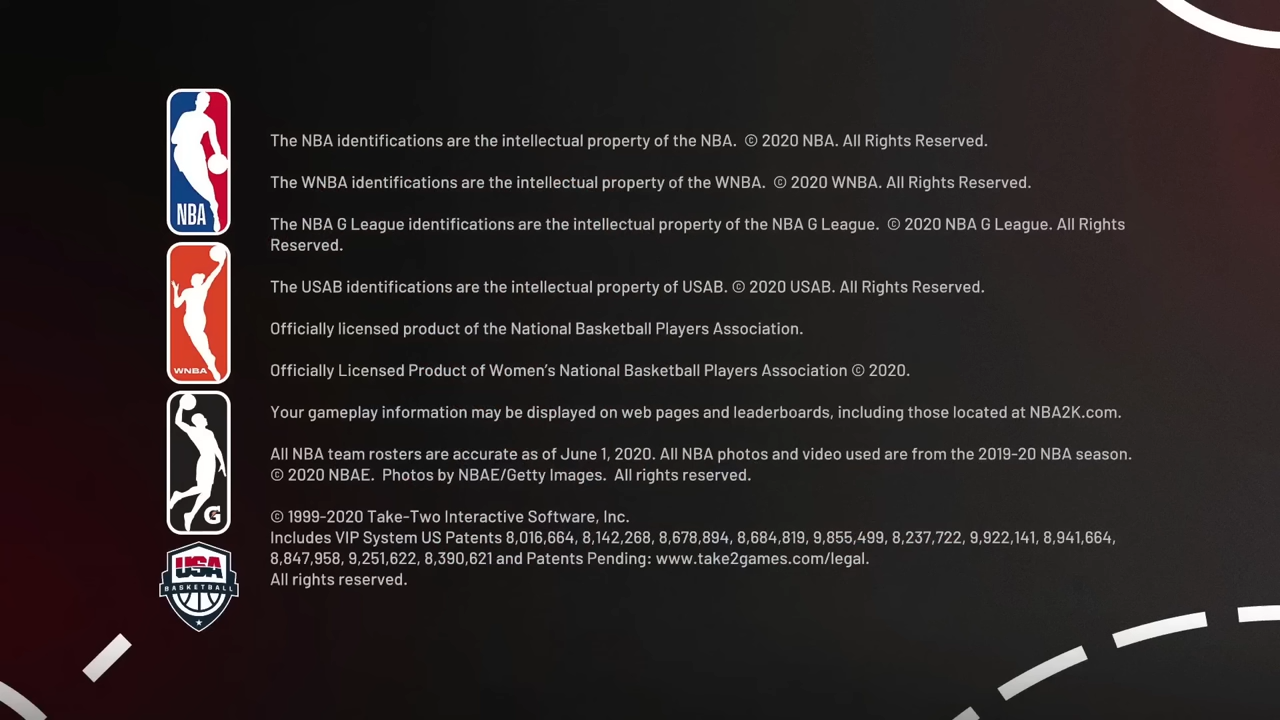 NBA
The NBA identifications are the intellectual property of the NBA.  © 2020 NBA. All Rights Reserved.
The WNBA identifications are the intellectual property of the WNBA.  © 2020 WNBA. All Rights Reserved.
The NBA G League identifications are the intellectual property of the NBA G League.  © 2020 NBA G League. All Rights
Reserved.
WNBA
The USAB identifications are the intellectual property of USAB. © 2020 USAB. All Rights Reserved.
Officially licensed product of the National Basketball Players Association.
Officially Licensed Product of Women’s National Basketball Players Association © 2020.
G
Your gameplay information may be displayed on web pages and leaderboards, including those located at NBA2K.com.
All NBA team rosters are accurate as of June 1, 2020. All NBA photos and video used are from the 2019-20 NBA season.
© 2020 NBAE.  Photos by NBAE/Getty Images.  All rights reserved.
USA
BASKETBALL
© 1999-2020 Take-Two Interactive Software, Inc.
Includes VIP System US Patents 8,016,664, 8,142,268, 8,678,894, 8,684,819, 9,855,499, 8,237,722, 9,922,141, 8,941,664,
8,847,958, 9,251,622, 8,390,621 and Patents Pending: www.take2games.com/legal.
All rights reserved.